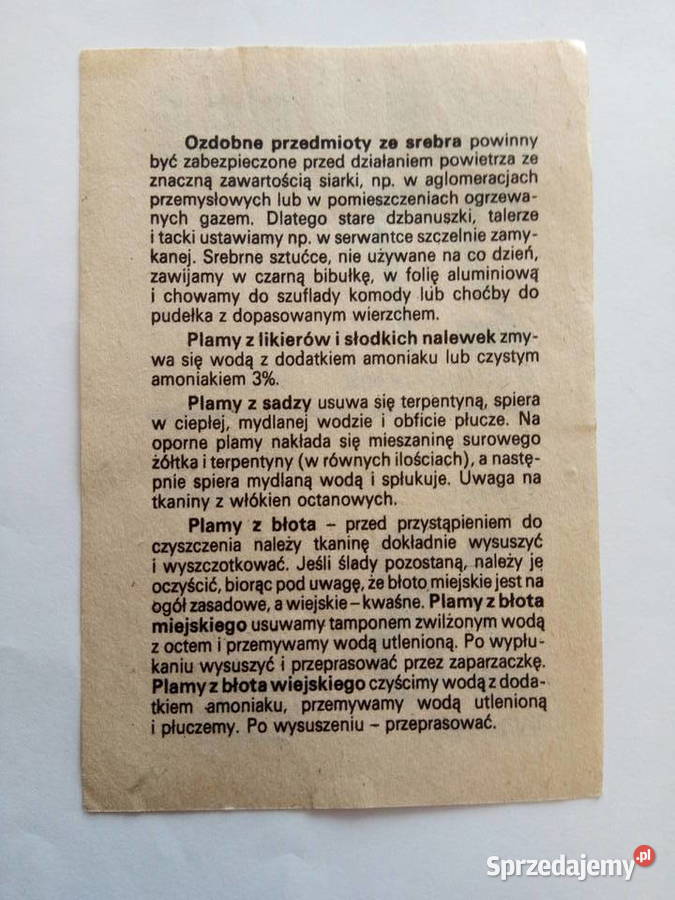 Ozdobne przedmioty ze srebra powinny
być zabezpieczone przed działaniem powietrza ze
znaczną zawartością siarki, np. w aglomeracjach
przemysłowych lub w pomieszczeniach ogrzewa-
nych gazem. Dlatego stare dzbanuszki, talerze
i tacki ustawiamy np. w serwantce szczelnie zamy-
kanej. Srebrne sztućce, nie używane na co dzień,
zawijamy w czarną bibułkę, w folię aluminiową
i chowamy do szuflady komody lub choćby do
pudełka z dopasowanym wierzchem.
Plamy z likierów i słodkich nalewek zmy-
wa się wodą z dodatkiem amoniaku lub czystym
amoniakiem 3%.
Plamy z sadzy usuwa się terpentyną, spiera
w ciepłej, mydlanej wodzie i obficie płucze. Na
oporne plamy nakłada się mieszaninę surowego
żółtka i terpentyny (w równych ilościach), a nastę-
pnie spiera mydlaną wodą i spłukuje. Uwaga na
tkaniny z włókien octanowych.
Plamy z błota – przed przystąpieniem do
czyszczenia należy tkaninę dokładnie wysuszyć
i wyszczotkować. Jeśli ślady pozostaną, należy je
oczyścić, biorąc pod uwagę, że błoto miejskie jest na
ogół zasadowe, a wiejskie – kwaśne. Plamy z błota
miejskiego usuwamy tamponem zwilżonym wodą
z octem i przemywamy wodą utlenioną. Po wypłu-
kaniu wysuszyć i przeprasować przez zaparzaczkę.
Plamy z błota wiejskiego czyścimy wodą z doda-
tkiem amoniaku, przemywamy wodą utlenioną
i płuczemy. Po wysuszeniu – przeprasować.
Sprzedajemy.pl